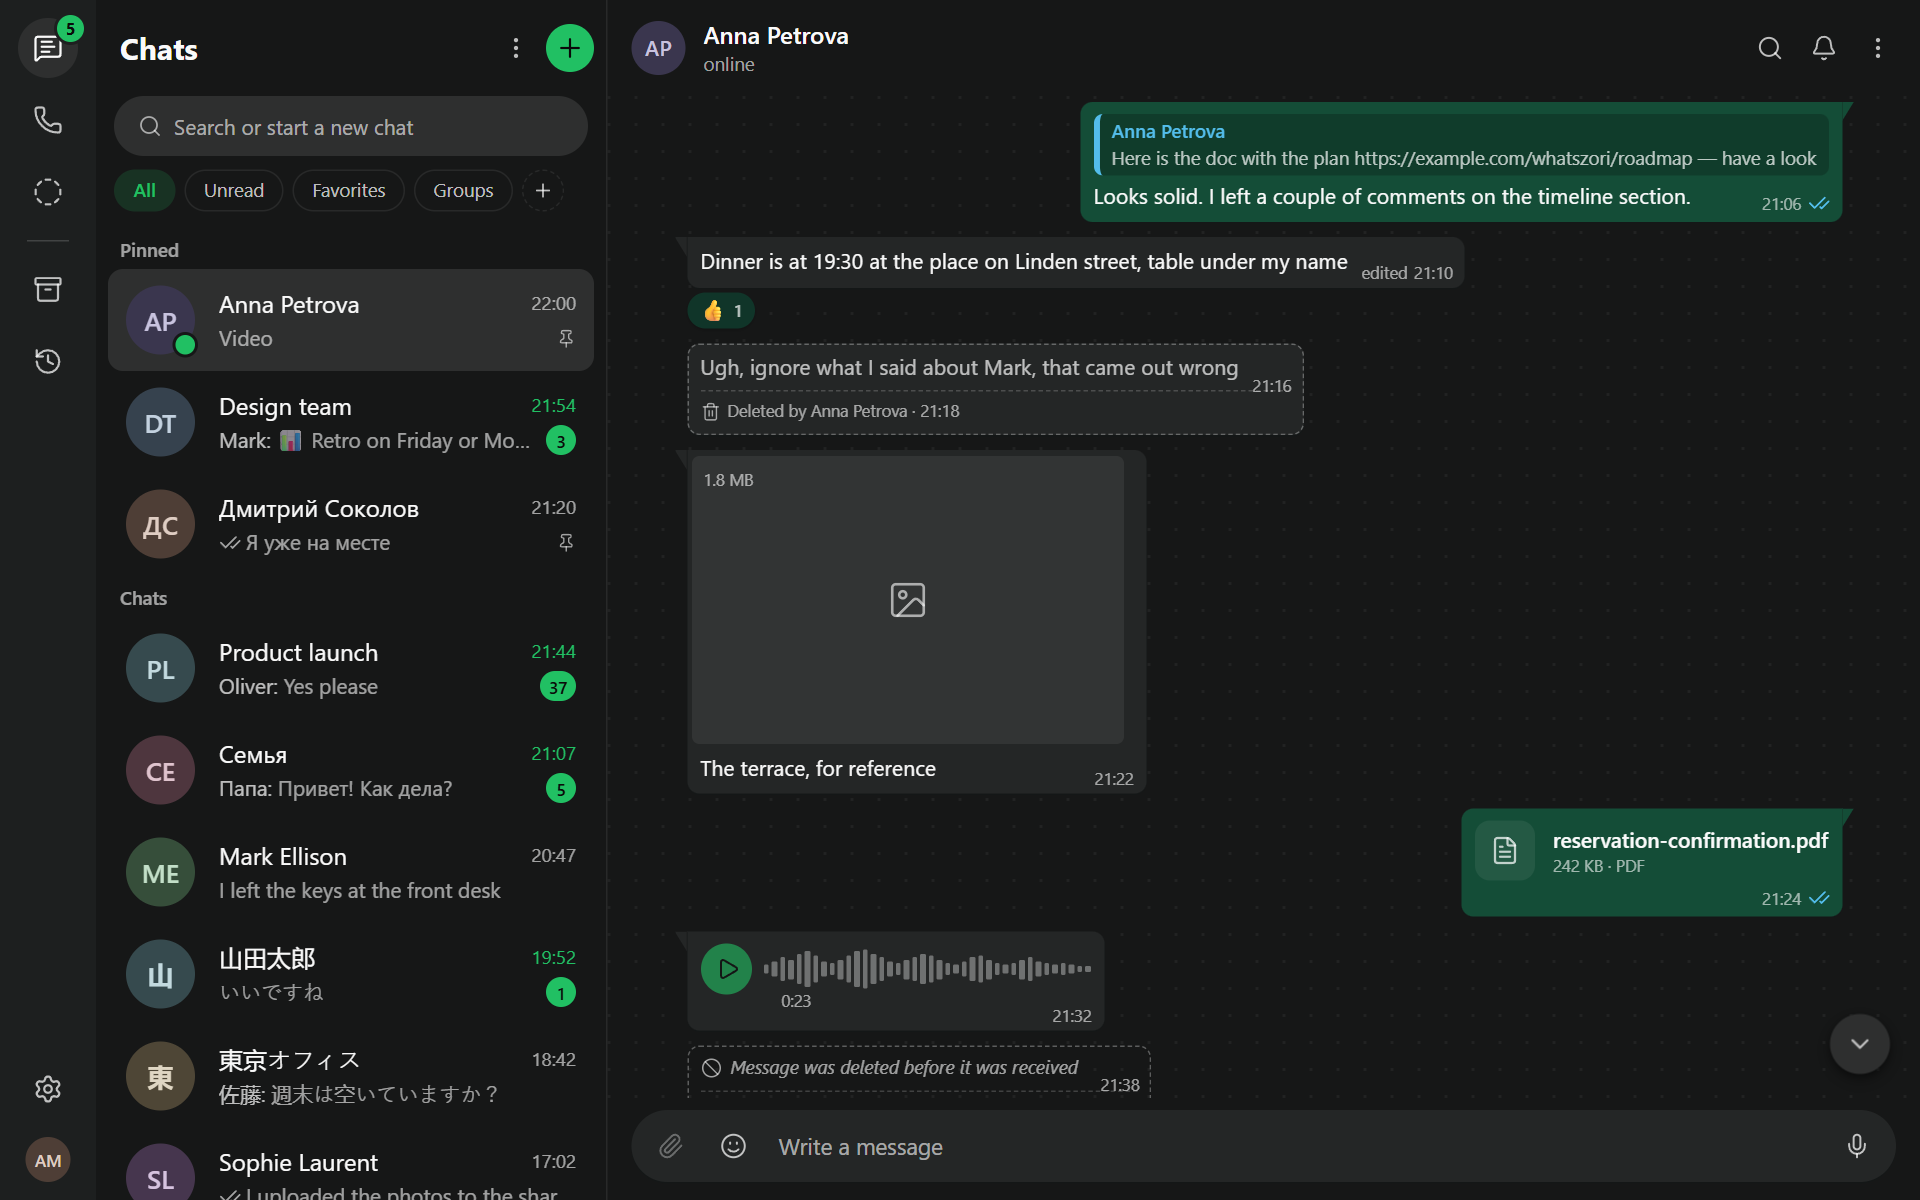 5
Chats
Search or start a new chat
All
Unread
Favorites
Groups
Pinned
AP
Anna Petrova
22:00
Video
DT
Design team
21:54
Mark: Retro on Friday or Mo...
3
ДС
Дмитрий Соколов
21:20
Я уже на месте
Chats
PL
Product launch
21:44
Oliver: Yes please
37
СЕ
Семья
21:07
Папа: Привет! Как дела?
5
ME
Mark Ellison
20:47
I left the keys at the front desk
山
山田太郎
19:52
いいですね
1
東
東京オフィス
18:42
佐藤: 週末は空いていますか？
SL
Sophie Laurent
17:02
I uploaded the photos to the shar
AM
AP
Anna Petrova
online
Anna Petrova
Here is the doc with the plan https://example.com/whatszori/roadmap — have a look
Looks solid. I left a couple of comments on the timeline section.
21:06
Dinner is at 19:30 at the place on Linden street, table under my name
edited 21:10
👍 1
Ugh, ignore what I said about Mark, that came out wrong
21:16
Deleted by Anna Petrova · 21:18
1.8 MB
The terrace, for reference
21:22
reservation-confirmation.pdf
242 KB · PDF
21:24
0:23
21:32
Message was deleted before it was received
21:38
Write a message